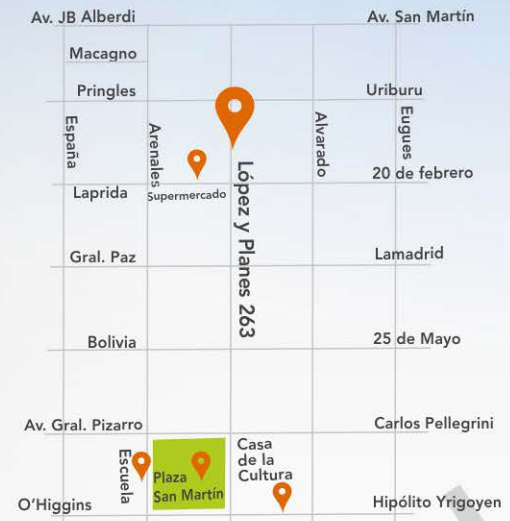 Av. JB Alberdi
Av. San Martín
Macagno
Pringles
Uriburu
España
Arenales
Alvarado
Eugues
20 de febrero
Laprida
Supermercado
López y Planes 263
Gral. Paz
Lamadrid
Bolivia
25 de Mayo
Av. Gral. Pizarro
Carlos Pellegrini
Escuela
Plaza
San Martín
Casa
de la
Cultura
O'Higgins
Hipólito Yrigoyen